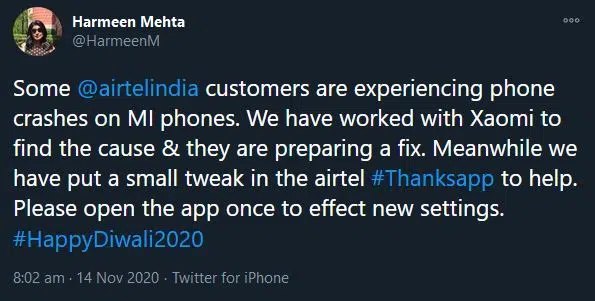 Harmeen Mehta
@HarmeenM
Some @airtelindia customers are experiencing phone
crashes on MI phones. We have worked with Xaomi to
find the cause & they are preparing a fix. Meanwhile we
have put a small tweak in the airtel #Thanksapp to help.
Please open the app once to effect new settings.
#HappyDiwali2020
8:02 am · 14 Nov 2020 · Twitter for iPhone